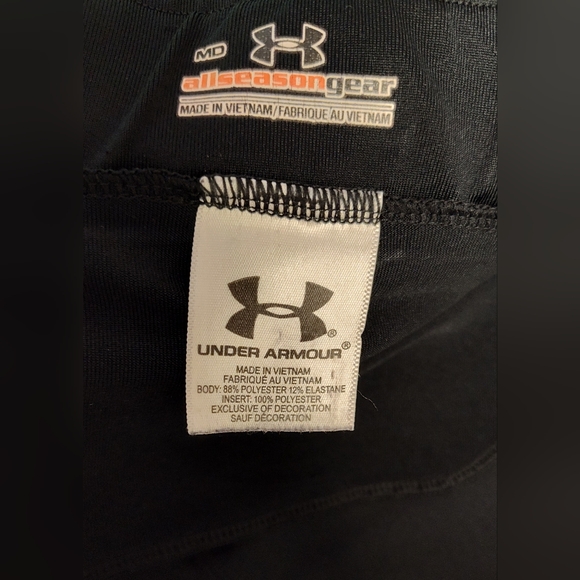 MD
allseasongear
MADE IN VIETNAM/FABRIQUE AU VIETNAM
UNDER ARMOUR®
MADE IN VIETNAM
FABRIQUÉ AU VIETNAM
BODY: 88% POLYESTER 12% ELASTANE
INSERT: 100% POLYESTER
EXCLUSIVE OF DECORATION
SAUF DÉCORATION